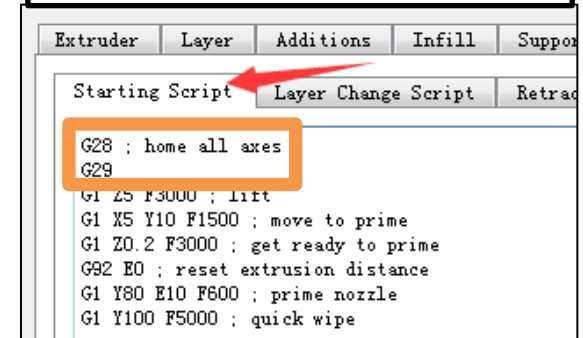 Extruder Layer Additions Infill Suppor
Starting Script Layer Change Script Retrac
G28 ; home all axes
G29
G1 Z5 F3000 ; lift
G1 X5 Y10 F1500 ; move to prime
G1 Z0.2 F3000 ; get ready to prime
G92 E0 ; reset extrusion distance
G1 Y80 E10 F600 ; prime nozzle
G1 Y100 F5000 ; quick wipe